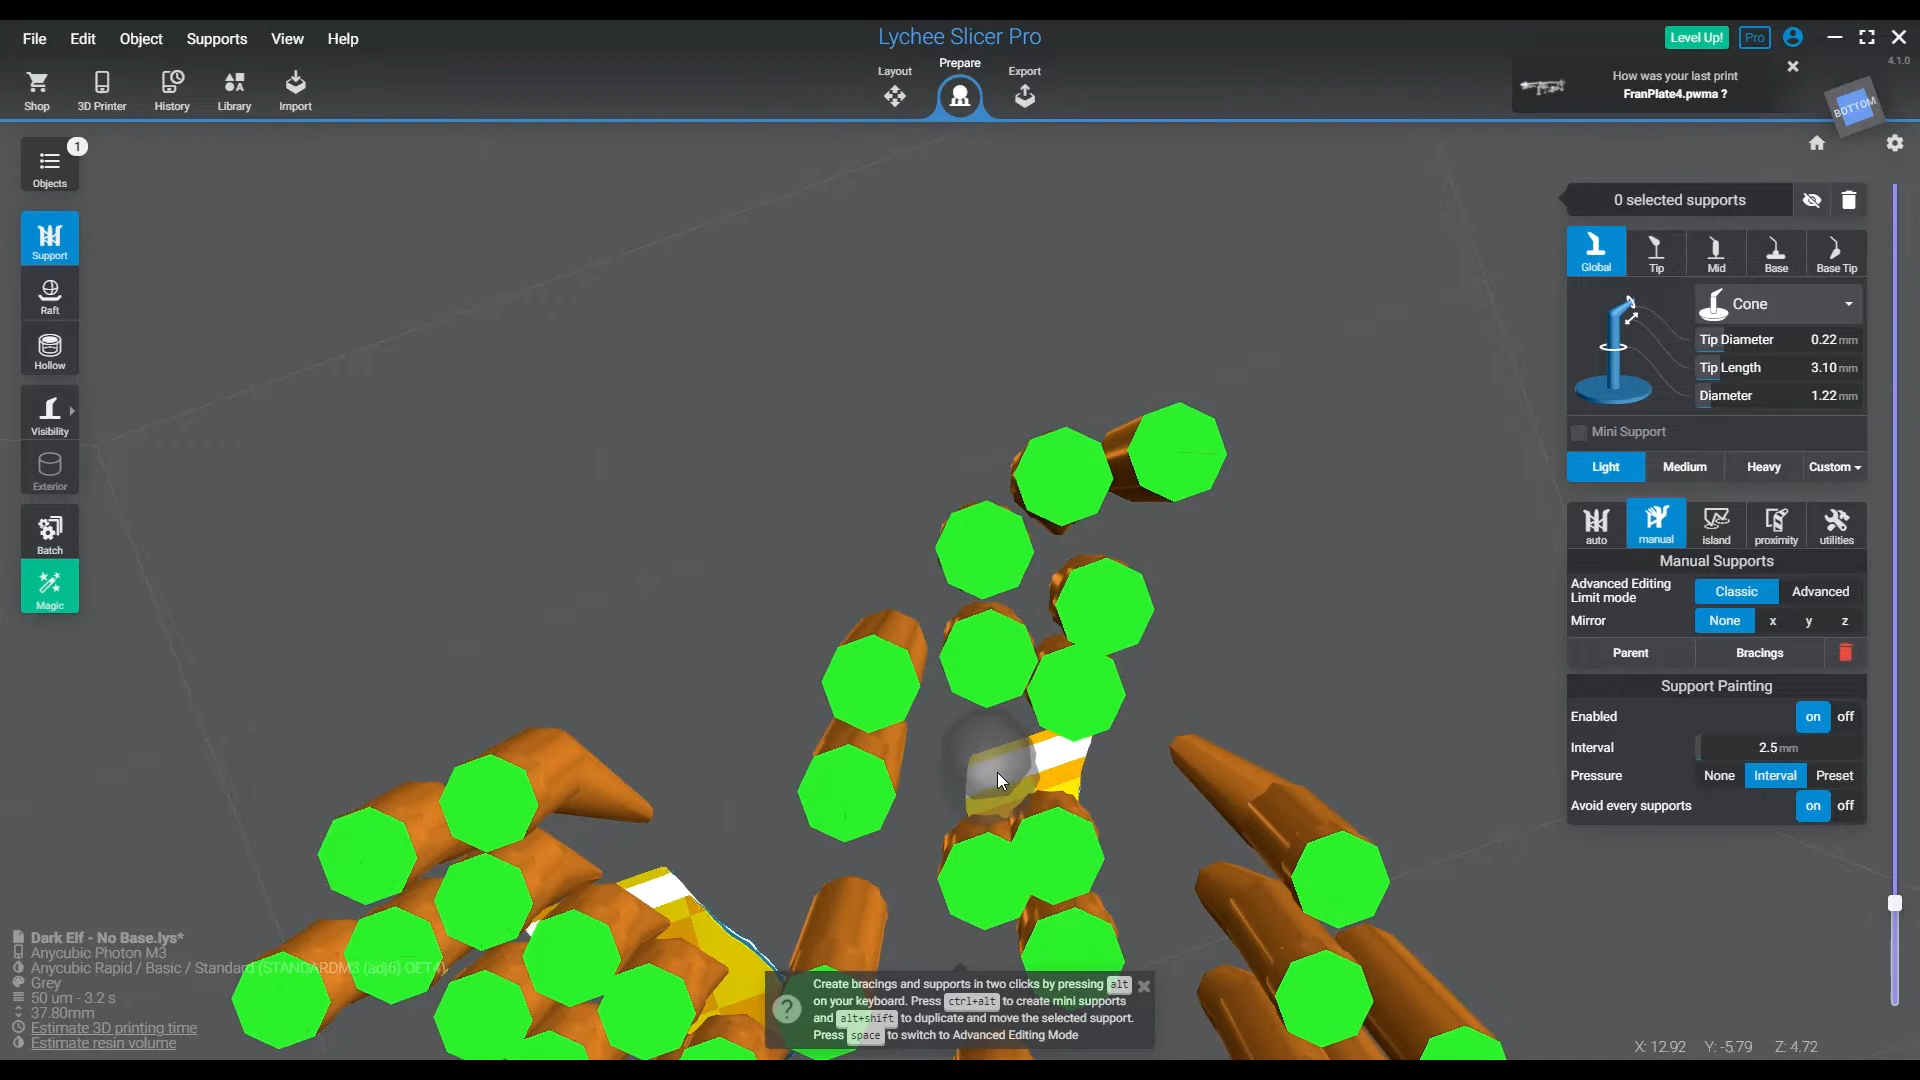 File Edit Object Supports View Help
Lychee Slicer Pro
Level Up! Pro
4.1.0
Shop 3D Printer History Library Import
Layout Prepare Export
How was your last print
FranPlate4.pwma ?
BOTTOM
1
Objects
Support
Raft
Hollow
Visibility
Exterior
Batch
Magic
0 selected supports
Global Tip Mid Base Base Tip
Cone
Tip Diameter 0.22 mm
Tip Length 3.10 mm
Diameter 1.22 mm
Mini Support
Light Medium Heavy Custom
auto manual island proximity utilities
Manual Supports
Advanced Editing
Limit mode Classic Advanced
Mirror None x y z
Parent Bracings
Support Painting
Enabled on off
Interval 2.5 mm
Pressure None Interval Preset
Avoid every supports on off
Dark Elf - No Base.lys*
Anycubic Photon M3
Anycubic Rapid / Basic / Standard (STANDARDM3 (adj6) OET4)
Grey
50 um - 3.2 s
37.80mm
Estimate 3D printing time
Estimate resin volume
? Create bracings and supports in two clicks by pressing alt
on your keyboard. Press ctrl+alt to create mini supports
and alt+shift to duplicate and move the selected support.
Press space to switch to Advanced Editing Mode
X: 12.92 Y: -5.79 Z: 4.72